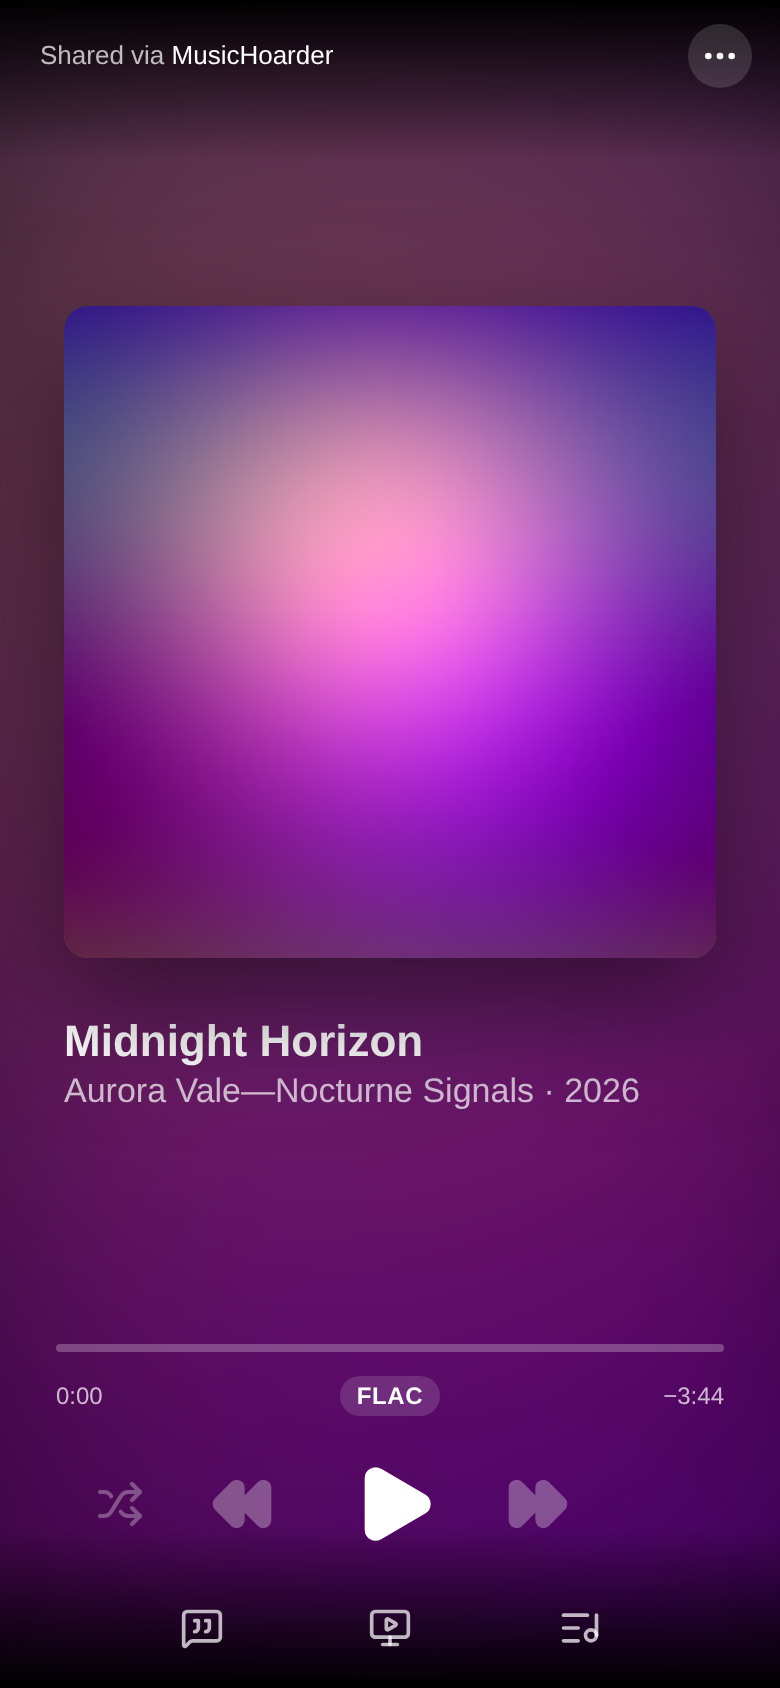 Shared via MusicHoarder
Midnight Horizon
Aurora Vale—Nocturne Signals · 2026
0:00
FLAC
−3:44